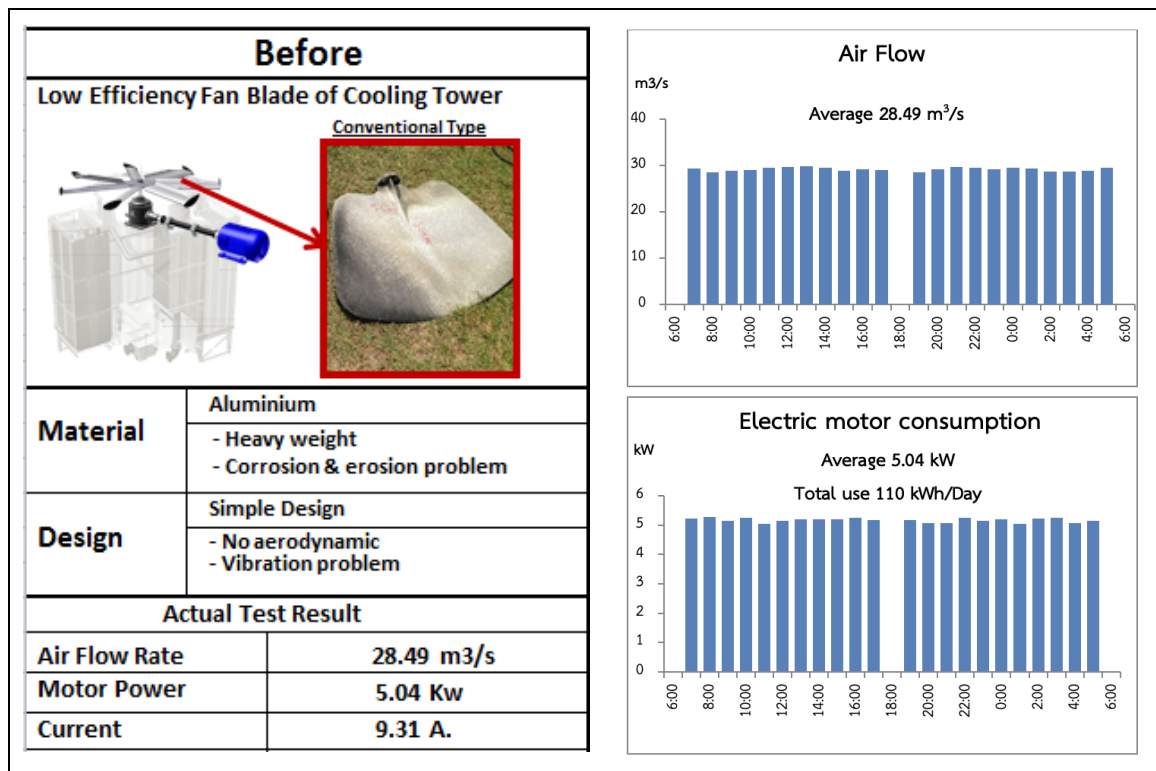 Before
Low Efficiency Fan Blade of Cooling Tower
Conventional Type
Material
Aluminium
- Heavy weight
- Corrosion & erosion problem
Design
Simple Design
- No aerodynamic
- Vibration problem
Actual Test Result
Air Flow Rate 28.49 m3/s
Motor Power 5.04 Kw
Current 9.31 A.
Air Flow
m3/s
Average 28.49 m³/s
40
30
20
10
0
6:00 8:00 10:00 12:00 14:00 16:00 18:00 20:00 22:00 0:00 2:00 4:00 6:00
Electric motor consumption
kW
Average 5.04 kW
Total use 110 kWh/Day
6
5
4
3
2
1
0
6:00 8:00 10:00 12:00 14:00 16:00 18:00 20:00 22:00 0:00 2:00 4:00 6:00